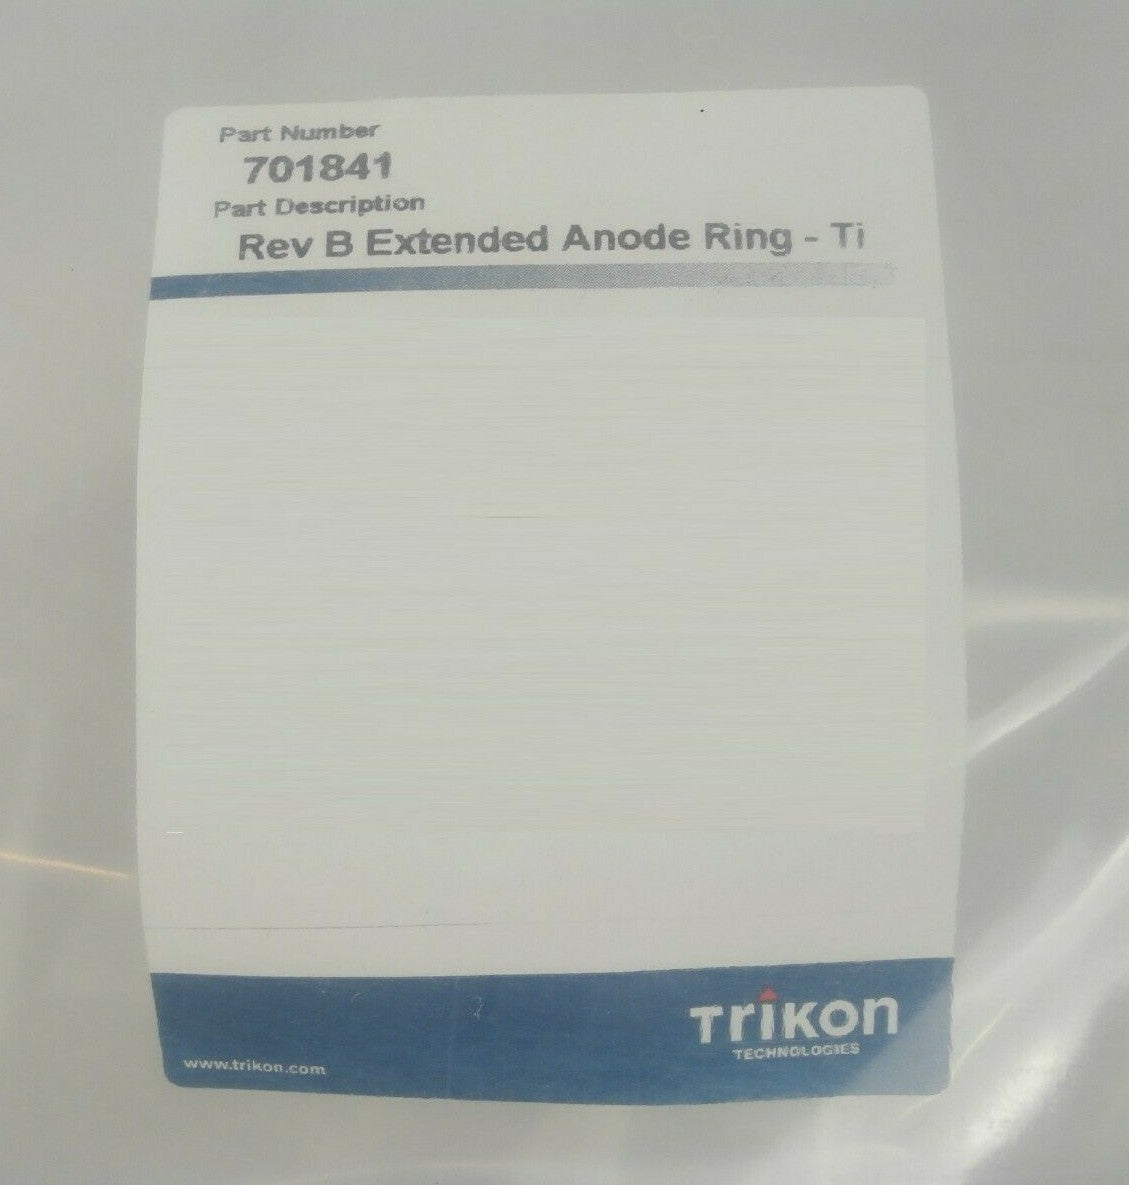 Part Number
701841
Part Description
Rev B Extended Anode Ring - Ti
Trikon
TECHNOLOGIES
www.trikon.com